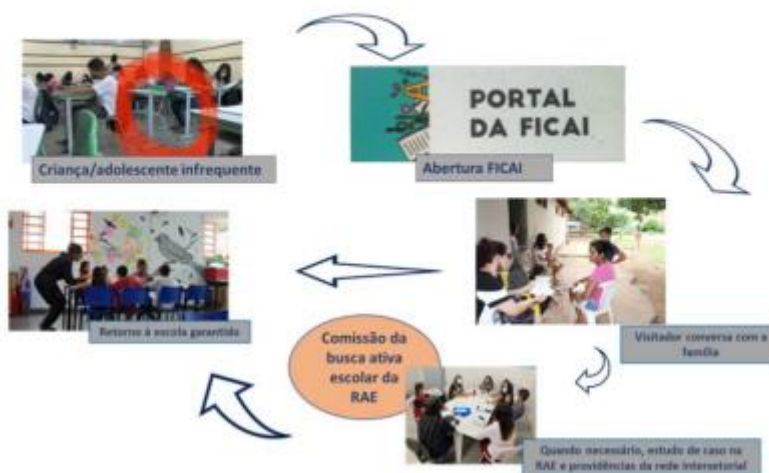 PORTAL
DA FICAI
Criança/adolescente infrequente
Abertura FICAI
Retorno à escola garantido
Visitador conversa com a
família
Comissão da
busca ativa
escolar da
RAE
Quando necessário, estudo de caso na
RAE e providências da rede intersetorial